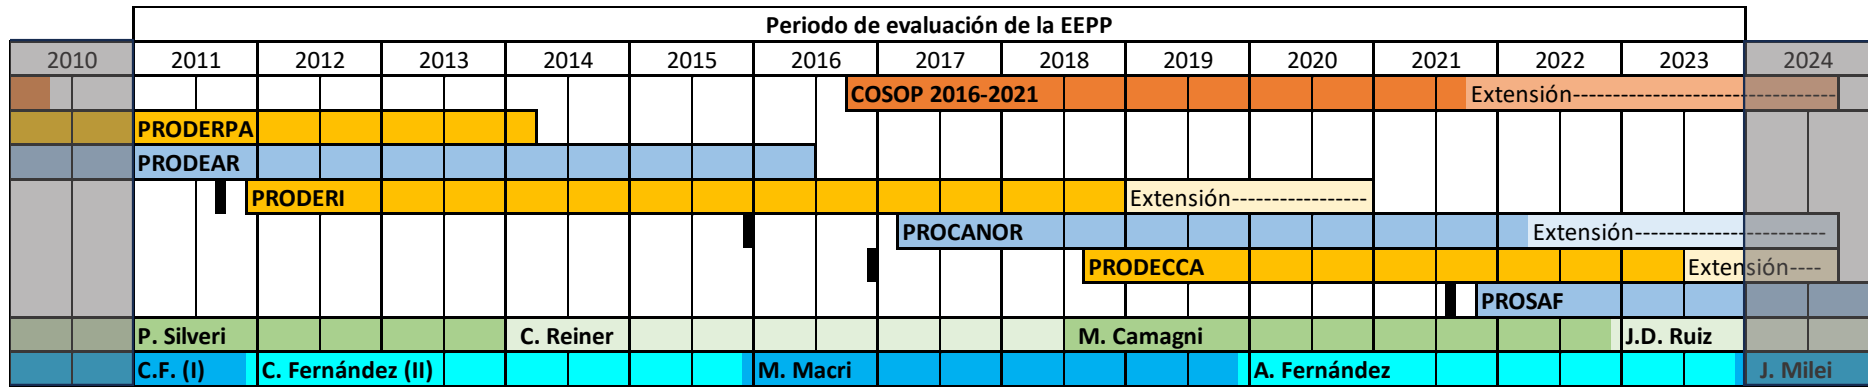 Periodo de evaluación de la EEPP
2010 2011 2012 2013 2014 2015 2016 2017 2018 2019 2020 2021 2022 2023 2024
COSOP 2016-2021 Extensión--------------------------------
PRODERPA
PRODEAR
PRODERI Extensión----------------
PROCANOR Extensión-----------------------
PRODECCA Extensión----
PROSAF
P. Silveri C. Reiner M. Camagni J.D. Ruiz
C.F. (I) C. Fernández (II) M. Macri A. Fernández J. Milei